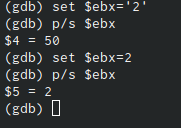 (gdb) set $ebx='2'
(gdb) p/s $ebx
$4 = 50
(gdb) set $ebx=2
(gdb) p/s $ebx
$5 = 2
(gdb)